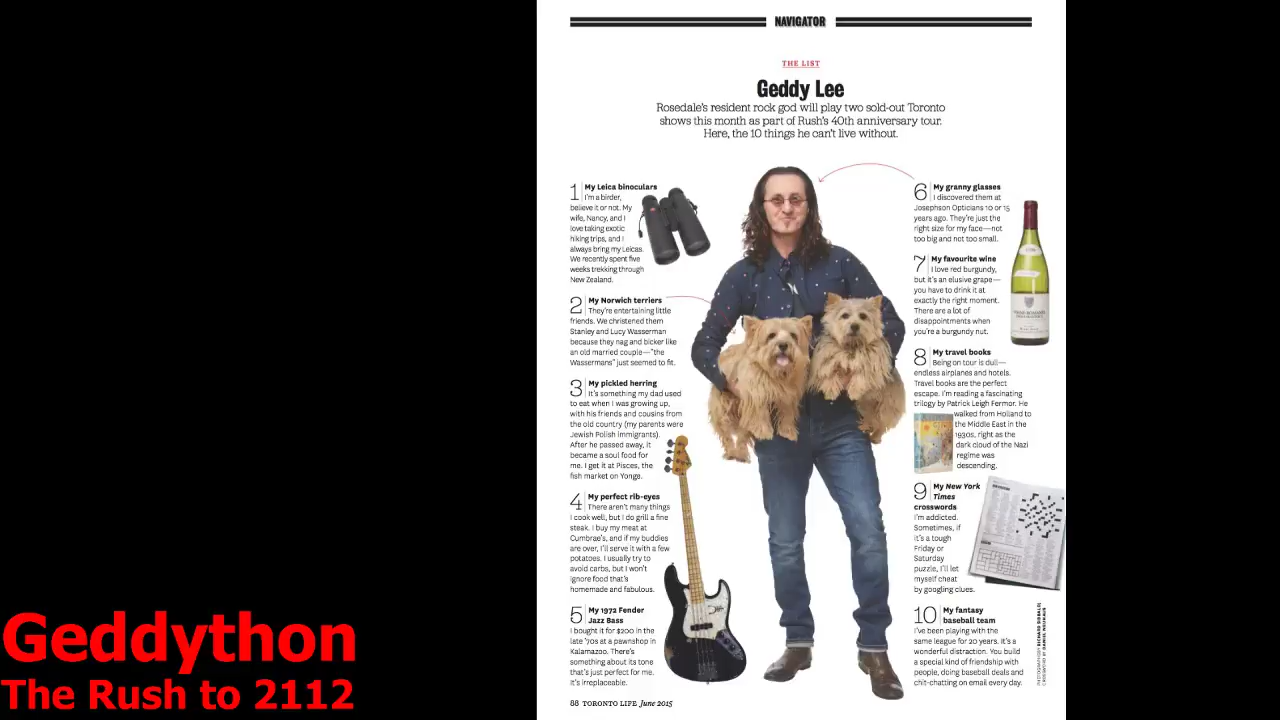 NAVIGATOR
THE LIST
Geddy Lee
Rosedale's resident rock god will play two sold-out Toronto
shows this month as part of Rush's 40th anniversary tour.
Here, the 10 things he can't live without.
1 My Leica binoculars
I'm a birder,
believe it or not. My
wife, Nancy, and I
love taking exotic
hiking trips, and I
always bring my Leicas.
We recently spent five
weeks trekking through
New Zealand.
2 My Norwich terriers
They're entertaining little
friends. We christened them
Stanley and Lucy Wasserman
because they nag and bicker like
an old married couple—"the
Wassermans" just seemed to fit.
3 My pickled herring
It's something my dad used
to eat when I was growing up,
with his friends and cousins from
the old country (my parents were
Jewish Polish immigrants).
After he passed away, it
became a soul food for
me. I get it at Pisces, the
fish market on Yonge.
4 My perfect rib-eyes
There aren't many things
I cook well, but I do grill a fine
steak. I buy my meat at
Cumbrae's, and if my buddies
are over, I'll serve it with a few
potatoes. I usually try to
avoid carbs, but I won't
ignore food that's
homemade and fabulous.
5 My 1972 Fender
Jazz Bass
I bought it for $200 in the
late '70s at a pawnshop in
Kalamazoo. There's
something about its tone
that's just perfect for me.
It's irreplaceable.
6 My granny glasses
I discovered them at
Josephson Opticians 10 or 15
years ago. They're just the
right size for my face—not
too big and not too small.
7 My favourite wine
I love red burgundy,
but it's an elusive grape—
you have to drink it at
exactly the right moment.
There are a lot of
disappointments when
you're a burgundy nut.
8 My travel books
Being on tour is dull—
endless airplanes and hotels.
Travel books are the perfect
escape. I'm reading a fascinating
trilogy by Patrick Leigh Fermor. He
walked from Holland to
the Middle East in the
1930s, right as the
dark cloud of the Nazi
regime was
descending.
9 My New York
Times
crosswords
I'm addicted.
Sometimes, if
it's a tough
Friday or
Saturday
puzzle, I'll let
myself cheat
by googling clues.
10 My fantasy
baseball team
I've been playing with the
same league for 20 years. It's a
wonderful distraction. You build
a special kind of friendship with
people, doing baseball deals and
chit-chatting on email every day.
88 TORONTO LIFE June 2015
Geddython
The Rush to 2112